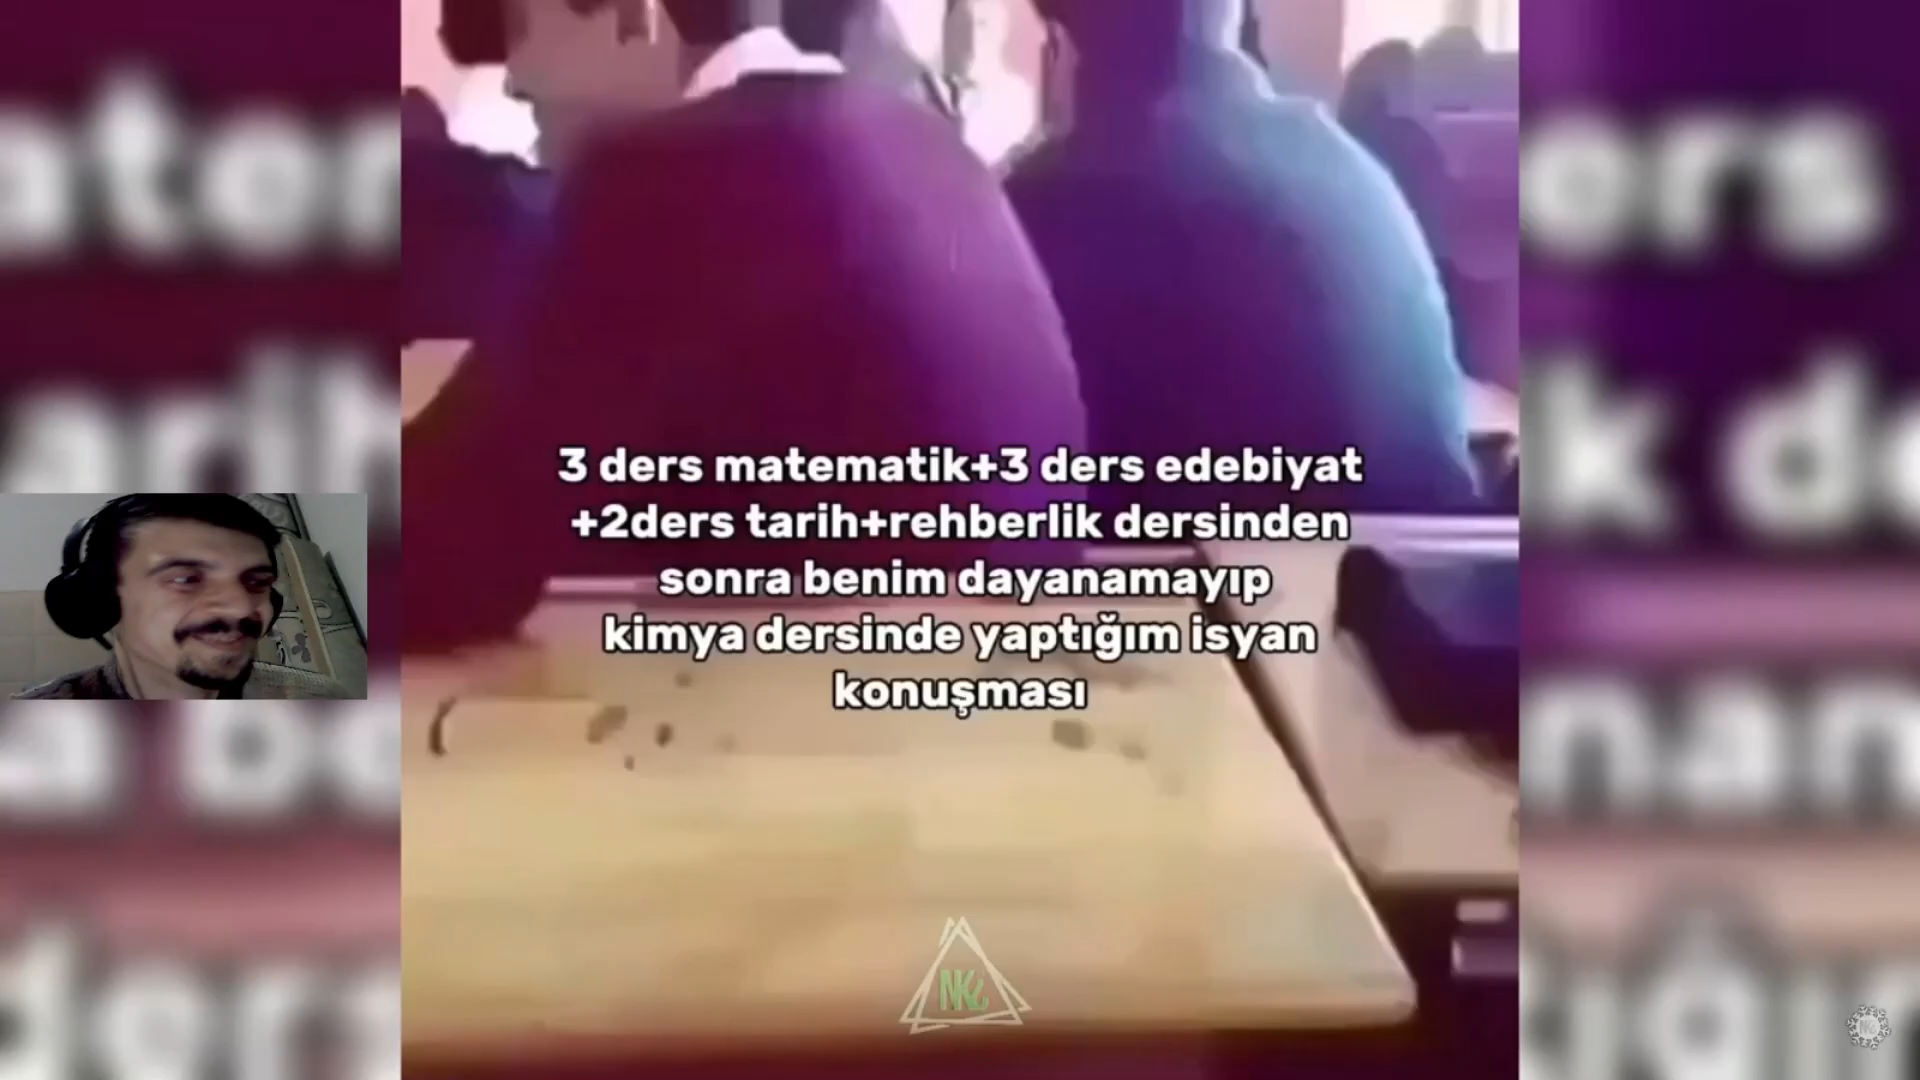 3 ders matematik+3 ders edebiyat
+2ders tarih+rehberlik dersinden
sonra benim dayanamayıp
kimya dersinde yaptığım isyan
konuşması